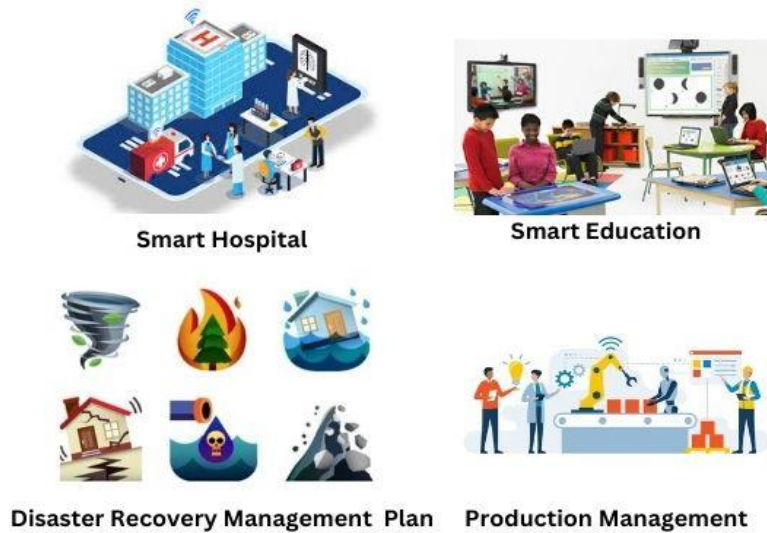 H
Smart Hospital
Smart Education
Disaster Recovery Management Plan
Production Management